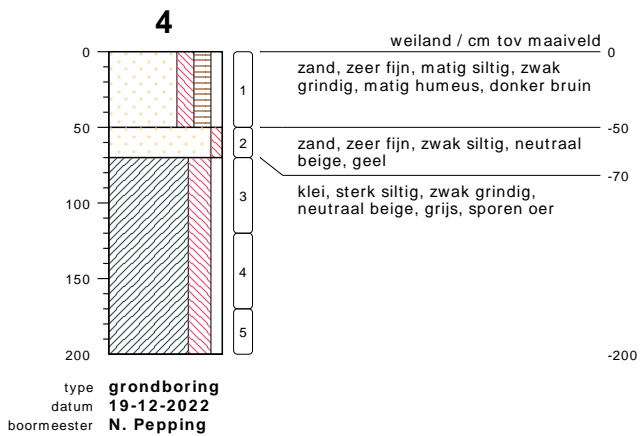 4
weiland / cm tov maaiveld
0
0
zand, zeer fijn, matig siltig, zwak
grindig, matig humeus, donker bruin
1
50
-50
2
zand, zeer fijn, zwak siltig, neutraal
beige, geel
-70
klei, sterk siltig, zwak grindig,
neutraal beige, grijs, sporen oer
3
100
4
150
5
200
-200
type grondboring
datum 19-12-2022
boormeester N. Pepping